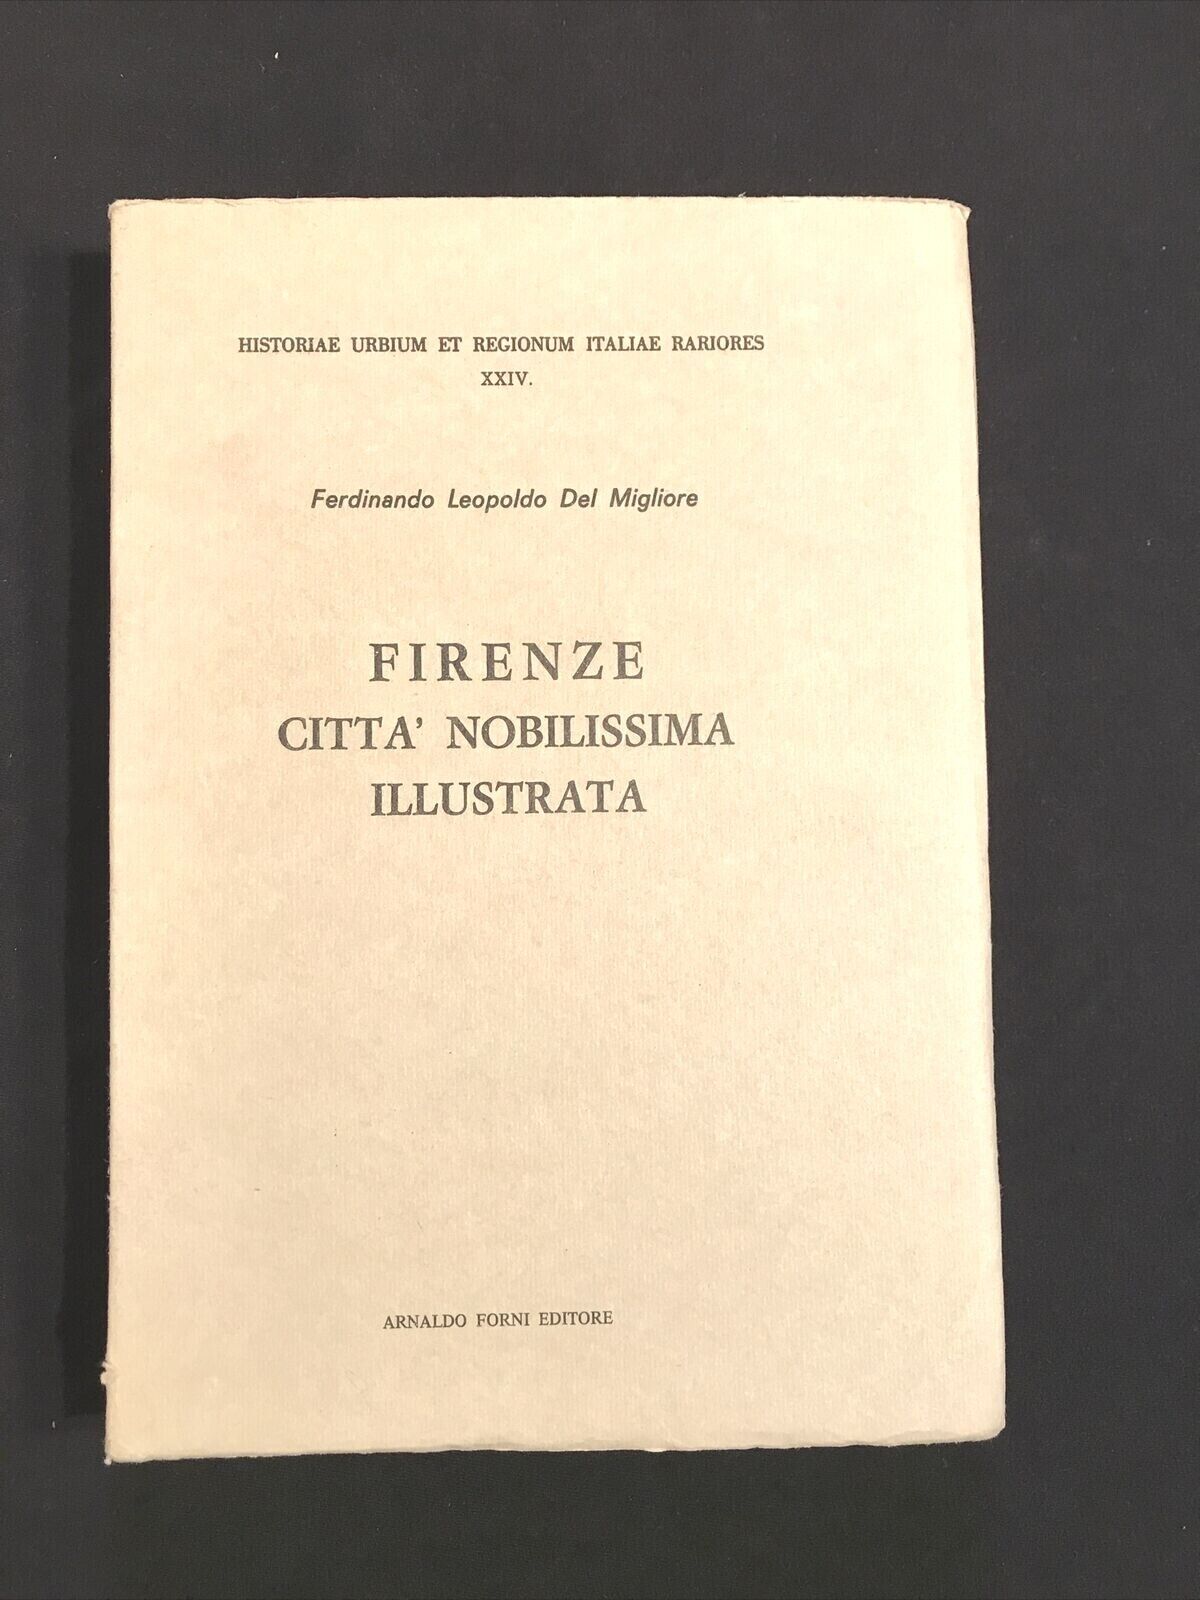 HISTORIAE URBIUM ET REGIONUM ITALIAE RARIORES
XXIV.
Ferdinando Leopoldo Del Migliore
FIRENZE
CITTA' NOBILISSIMA
ILLUSTRATA
ARNALDO FORNI EDITORE